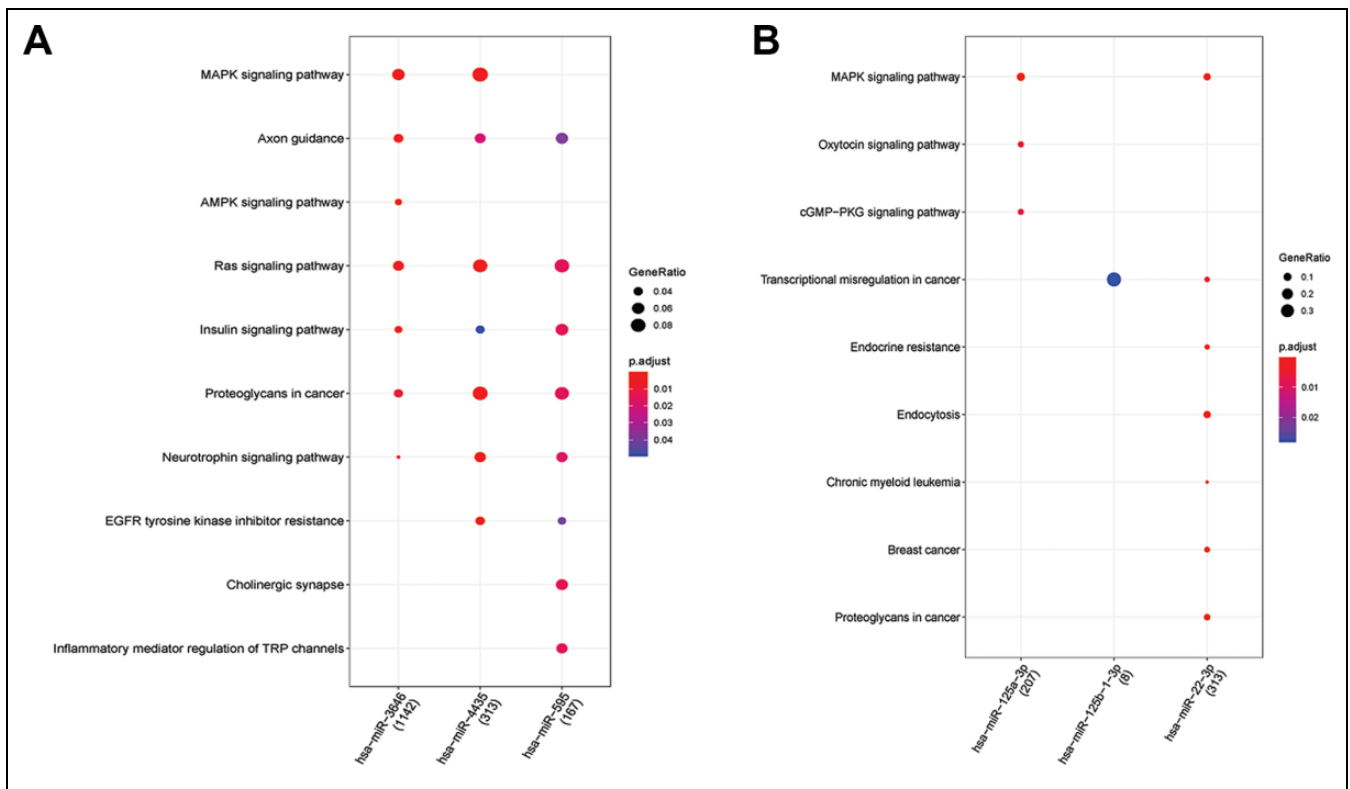 A
MAPK signaling pathway
Axon guidance
AMPK signaling pathway
Ras signaling pathway
Insulin signaling pathway
Proteoglycans in cancer
Neurotrophin signaling pathway
EGFR tyrosine kinase inhibitor resistance
Cholinergic synapse
Inflammatory mediator regulation of TRP channels
hsa−miR−3646
(1142)
hsa−miR−4435
(313)
hsa−miR−595
(167)
GeneRatio
0.04
0.06
0.08
p.adjust
0.01
0.02
0.03
0.04
B
MAPK signaling pathway
Oxytocin signaling pathway
cGMP−PKG signaling pathway
Transcriptional misregulation in cancer
Endocrine resistance
Endocytosis
Chronic myeloid leukemia
Breast cancer
Proteoglycans in cancer
hsa−miR−125a−3p
(207)
hsa−miR−125b−1−3p
(8)
hsa−miR−22−3p
(313)
GeneRatio
0.1
0.2
0.3
p.adjust
0.01
0.02